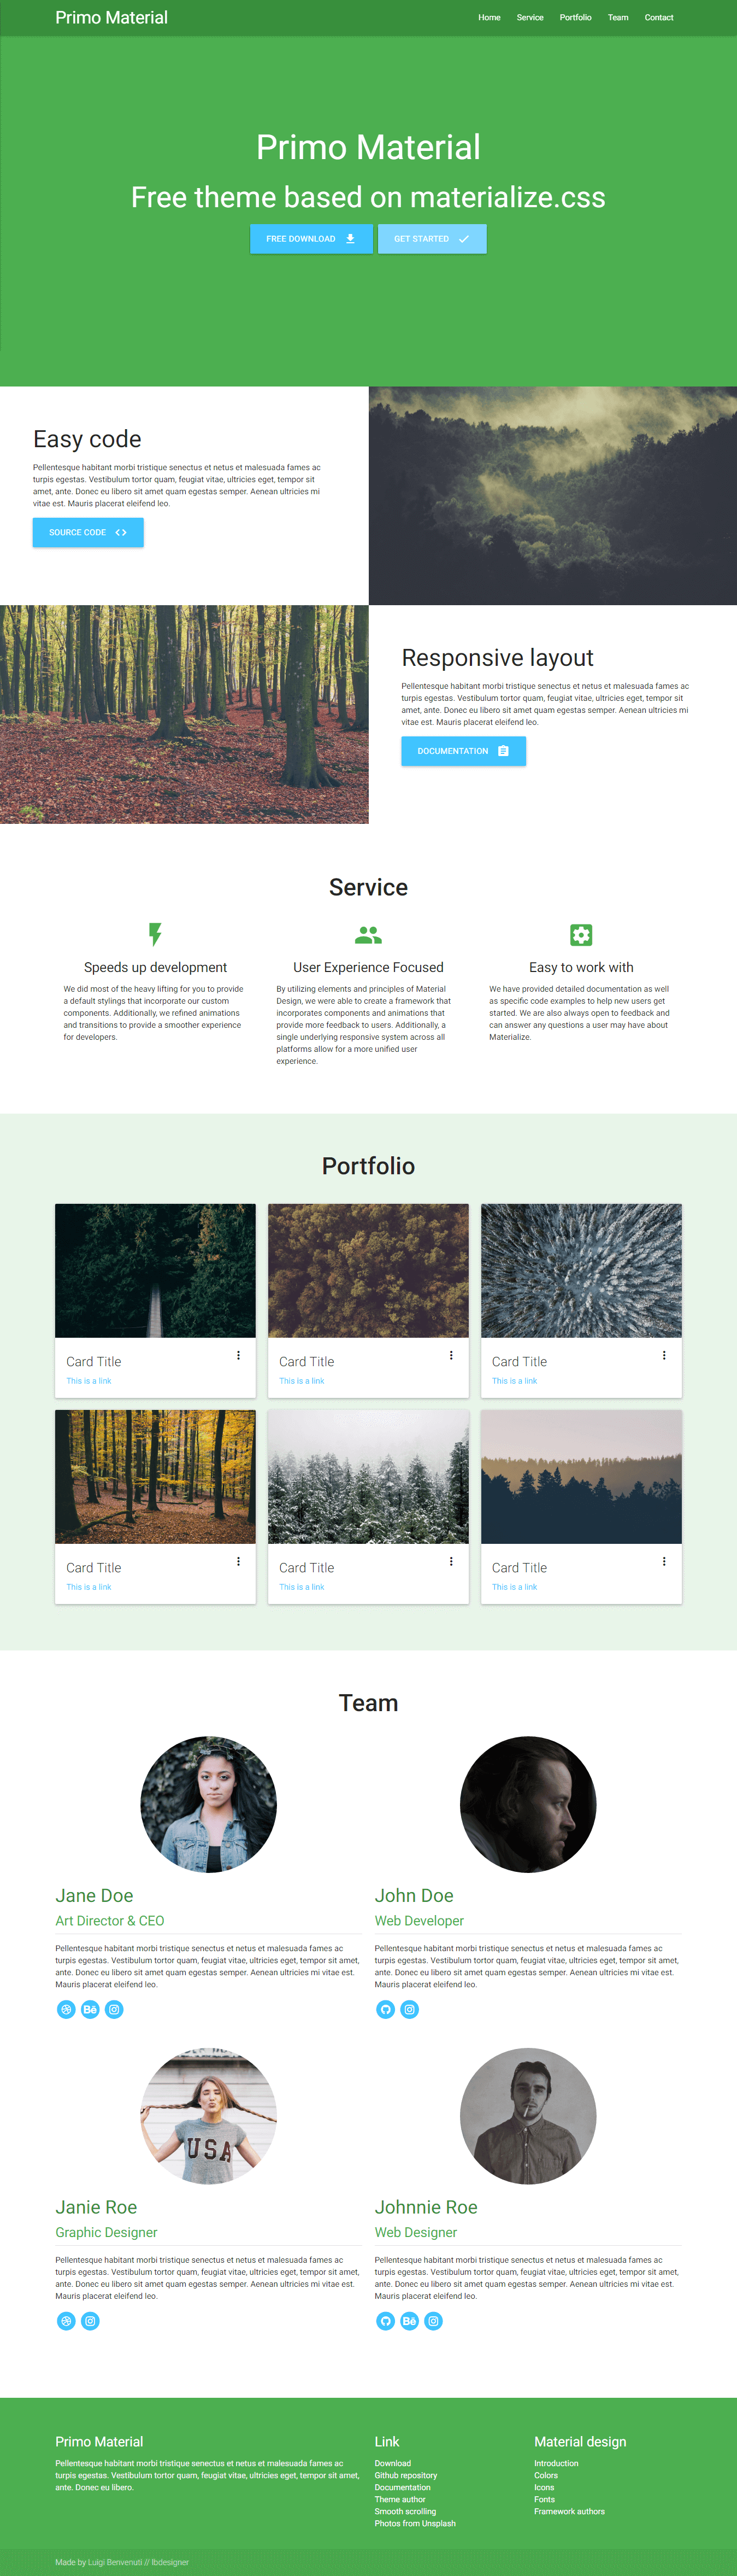 Primo Material
Home Service Portfolio Team Contact
Primo Material
Free theme based on materialize.css
FREE DOWNLOAD
GET STARTED
Easy code
Pellentesque habitant morbi tristique senectus et netus et malesuada fames ac
turpis egestas. Vestibulum tortor quam, feugiat vitae, ultricies eget, tempor sit
amet, ante. Donec eu libero sit amet quam egestas semper. Aenean ultricies mi
vitae est. Mauris placerat eleifend leo.
SOURCE CODE
Responsive layout
Pellentesque habitant morbi tristique senectus et netus et malesuada fames ac
turpis egestas. Vestibulum tortor quam, feugiat vitae, ultricies eget, tempor sit
amet, ante. Donec eu libero sit amet quam egestas semper. Aenean ultricies mi
vitae est. Mauris placerat eleifend leo.
DOCUMENTATION
Service
Speeds up development
We did most of the heavy lifting for you to provide
a default stylings that incorporate our custom
components. Additionally, we refined animations
and transitions to provide a smoother experience
for developers.
User Experience Focused
By utilizing elements and principles of Material
Design, we were able to create a framework that
incorporates components and animations that
provide more feedback to users. Additionally, a
single underlying responsive system across all
platforms allow for a more unified user
experience.
Easy to work with
We have provided detailed documentation as well
as specific code examples to help new users get
started. We are also always open to feedback and
can answer any questions a user may have about
Materialize.
Portfolio
Card Title
This is a link
Card Title
This is a link
Card Title
This is a link
Card Title
This is a link
Card Title
This is a link
Card Title
This is a link
Team
Jane Doe
Art Director & CEO
Pellentesque habitant morbi tristique senectus et netus et malesuada fames ac
turpis egestas. Vestibulum tortor quam, feugiat vitae, ultricies eget, tempor sit amet,
ante. Donec eu libero sit amet quam egestas semper. Aenean ultricies mi vitae est.
Mauris placerat eleifend leo.
Bē
John Doe
Web Developer
Pellentesque habitant morbi tristique senectus et netus et malesuada fames ac
turpis egestas. Vestibulum tortor quam, feugiat vitae, ultricies eget, tempor sit amet,
ante. Donec eu libero sit amet quam egestas semper. Aenean ultricies mi vitae est.
Mauris placerat eleifend leo.
USA
Janie Roe
Graphic Designer
Pellentesque habitant morbi tristique senectus et netus et malesuada fames ac
turpis egestas. Vestibulum tortor quam, feugiat vitae, ultricies eget, tempor sit amet,
ante. Donec eu libero sit amet quam egestas semper. Aenean ultricies mi vitae est.
Mauris placerat eleifend leo.
Johnnie Roe
Web Designer
Pellentesque habitant morbi tristique senectus et netus et malesuada fames ac
turpis egestas. Vestibulum tortor quam, feugiat vitae, ultricies eget, tempor sit amet,
ante. Donec eu libero sit amet quam egestas semper. Aenean ultricies mi vitae est.
Mauris placerat eleifend leo.
Bē
Primo Material
Pellentesque habitant morbi tristique senectus et netus et malesuada fames ac
turpis egestas. Vestibulum tortor quam, feugiat vitae, ultricies eget, tempor sit amet,
ante. Donec eu libero.
Link
Download
Github repository
Documentation
Theme author
Smooth scrolling
Photos from Unsplash
Material design
Introduction
Colors
Icons
Fonts
Framework authors
Made by Luigi Benvenuti // lbdesigner